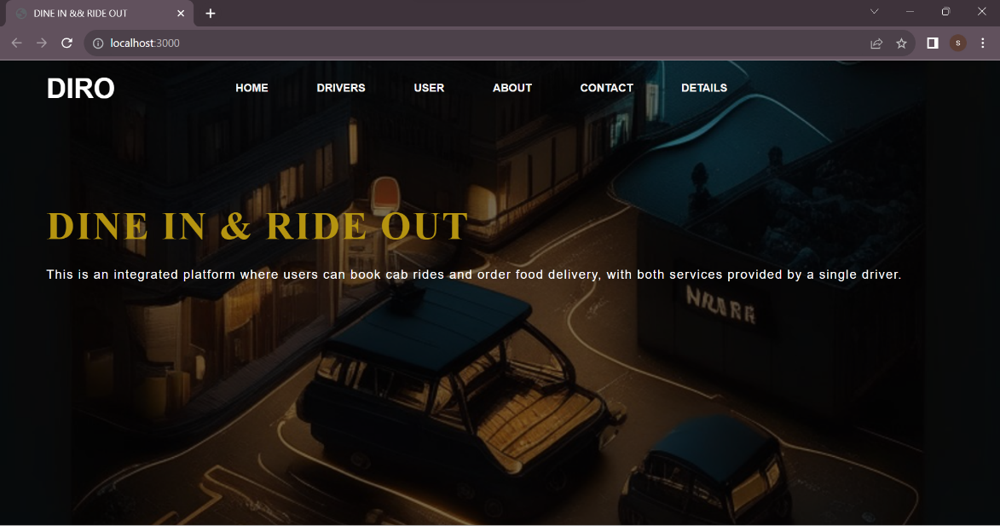 DINE IN && RIDE OUT
localhost:3000
S
DIRO HOME DRIVERS USER ABOUT CONTACT DETAILS
DINE IN & RIDE OUT
This is an integrated platform where users can book cab rides and order food delivery, with both services provided by a single driver.